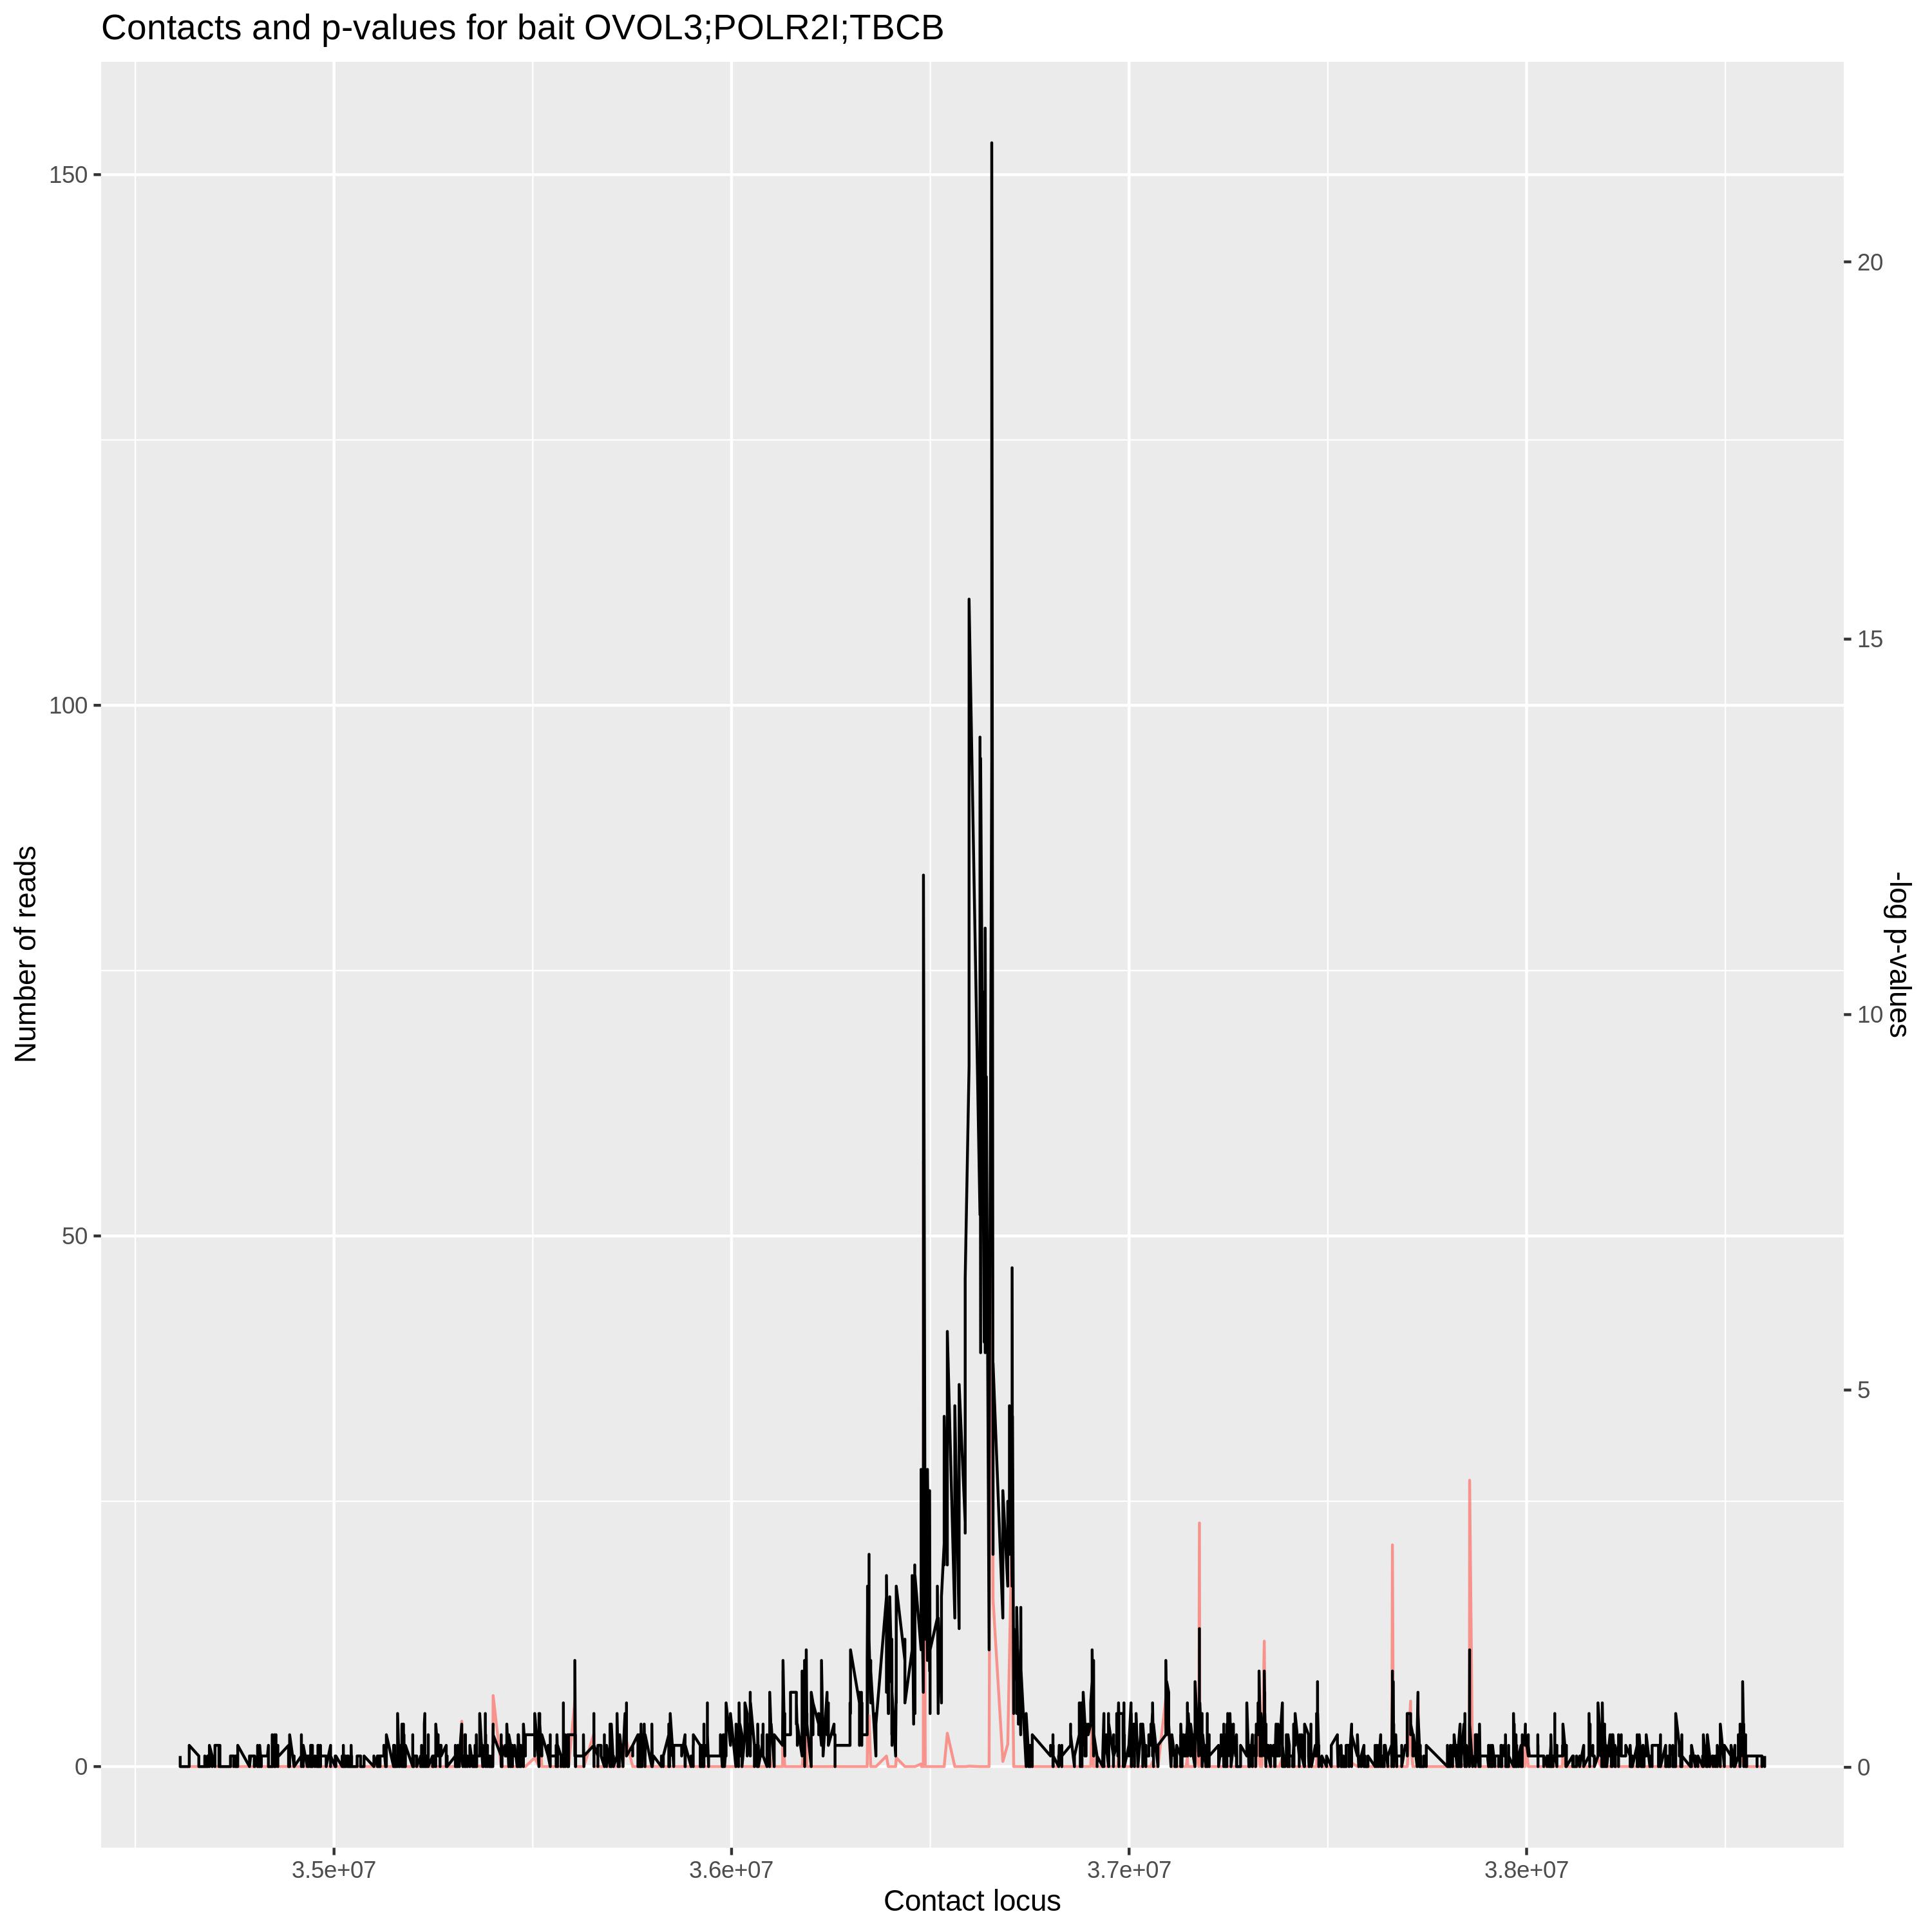 Contacts and p-values for bait OVOL3;POLR2I;TBCB
150
100
50
0
Number of reads
20
15
10
5
0
-log p-values
3.5e+07
3.6e+07
3.7e+07
3.8e+07
Contact locus